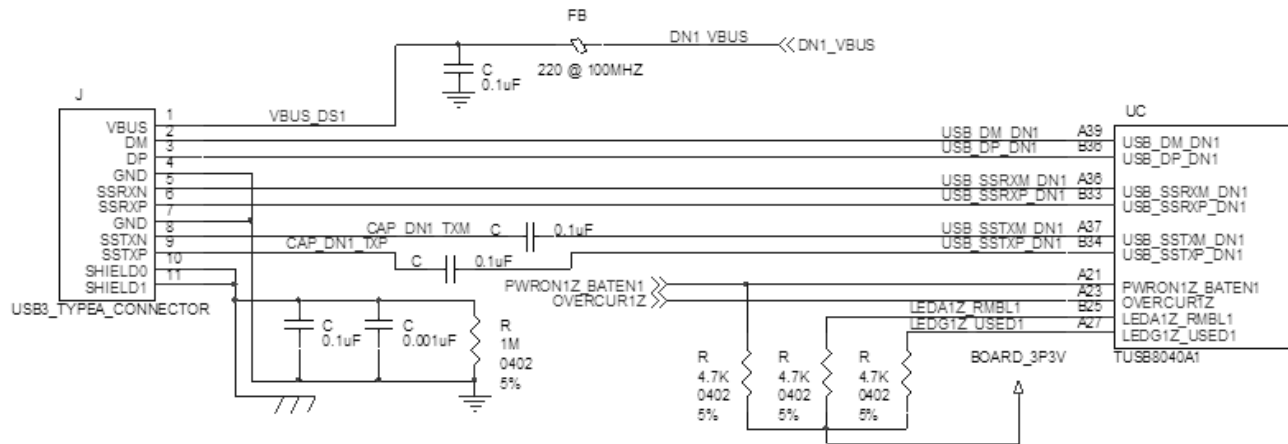 FB
DN1_VBUS
DN1_VBUS
C
0.1uF
220 @ 100MHZ
J
1
VBUS_DS1
UC
VBUS
2
USB_DM_DN1
A39
DM
3
USB_DP_DN1
B36
USB_DM_DN1
DP
4
USB_DP_DN1
GND
5
USB_SSRXM_DN1
A36
SSRXN
6
USB_SSRXP_DN1
B33
USB_SSRXM_DN1
SSRXP
7
USB_SSRXP_DN1
GND
8
CAP_DN1_TXM
C
0.1uF
USB_SSTXM_DN1
A37
SSTXN
9
CAP_DN1_TXP
USB_SSTXP_DN1
B34
USB_SSTXM_DN1
SSTXP
10
C
0.1uF
USB_SSTXP_DN1
SHIELD0
11
PWRON1Z_BATEN1
A21
SHIELD1
OVERCUR1Z
A23
PWRON1Z_BATEN1
USB3_TYPEA_CONNECTOR
LEDA1Z_RMBL1
B25
OVERCUR1Z
LEDG1Z_USED1
A27
LEDA1Z_RMBL1
LEDG1Z_USED1
C
0.1uF
C
0.001uF
R
1M
0402
5%
R
4.7K
0402
5%
R
4.7K
0402
5%
R
4.7K
0402
5%
BOARD_3P3V
TUSB8040A1